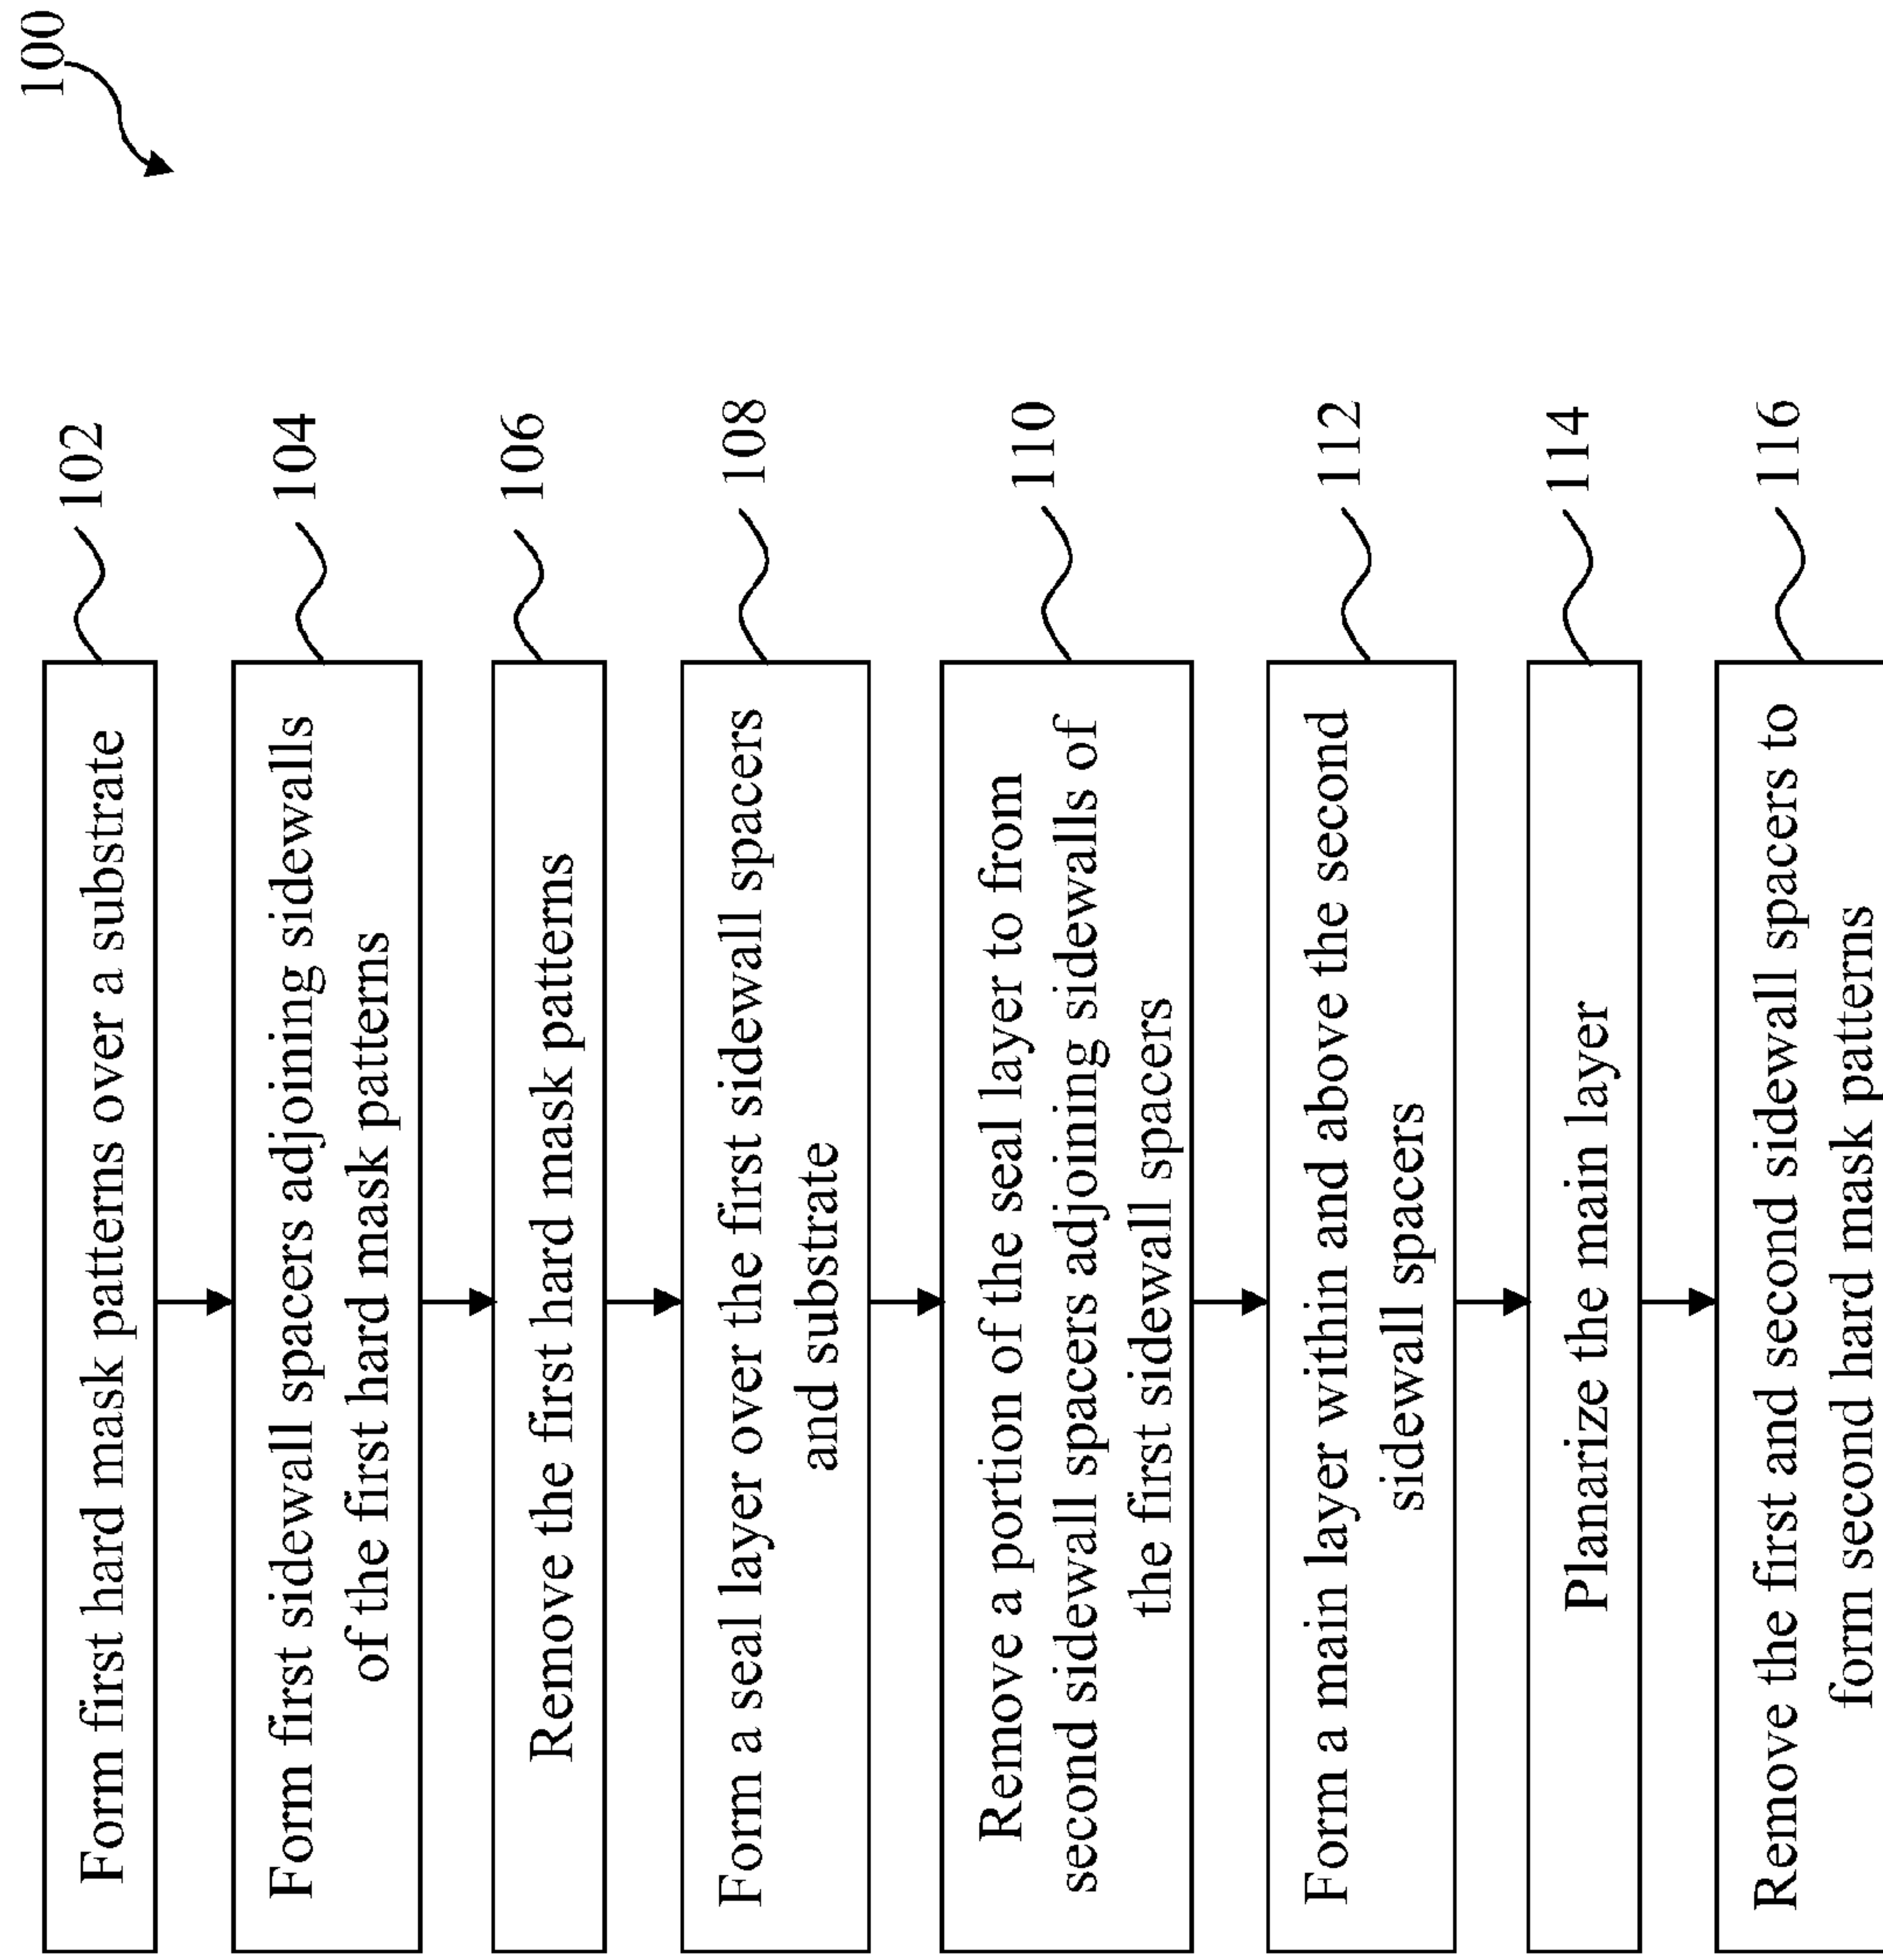 100
Form first hard mask patterns over a substrate
102
Form first sidewall spacers adjoining sidewalls
of the first hard mask patterns
104
Remove the first hard mask patterns
106
Form a seal layer over the first sidewall spacers
and substrate
108
Remove a portion of the seal layer to from
second sidewall spacers adjoining sidewalls of
the first sidewall spacers
110
Form a main layer within and above the second
sidewall spacers
112
Planarize the main layer
114
Remove the first and second sidewall spacers to
form second hard mask patterns
116